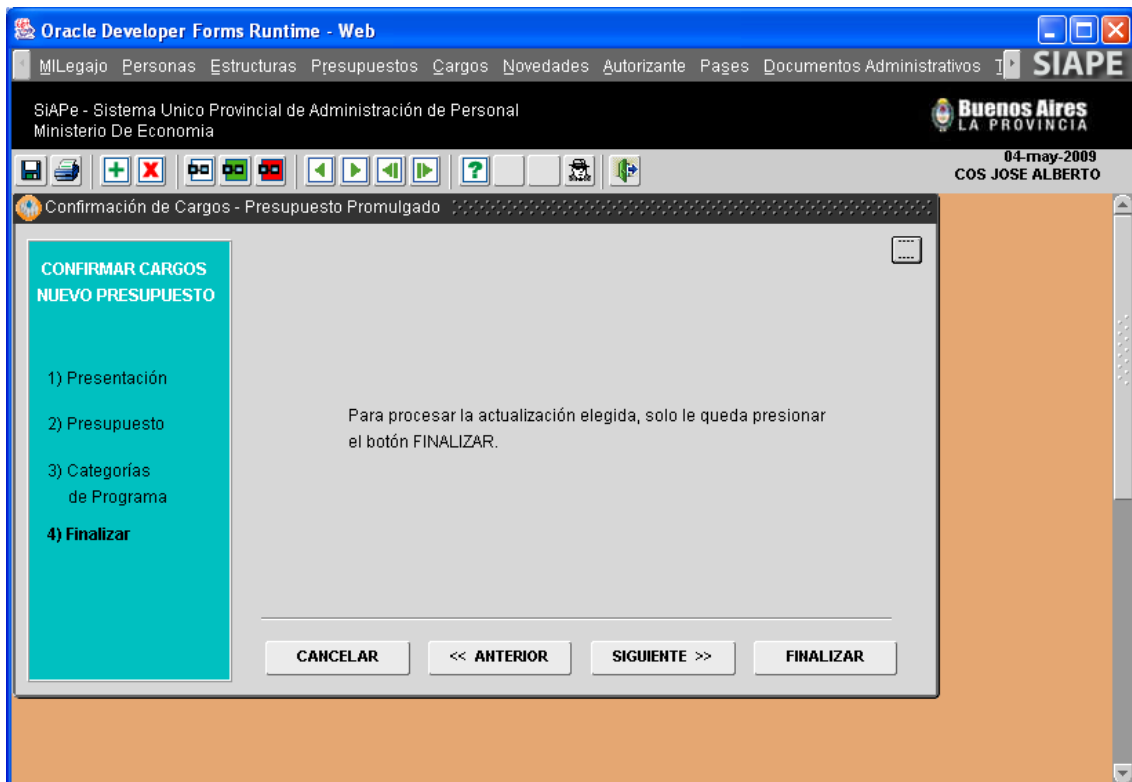 Oracle Developer Forms Runtime - Web
MILegajo Personas Estructuras Presupuestos Cargos Novedades Autorizante Pases Documentos Administrativos
SIAPE
SiAPe - Sistema Unico Provincial de Administración de Personal
Ministerio De Economia
Buenos Aires
LA PROVINCIA
04-may-2009
COS JOSE ALBERTO
Confirmación de Cargos - Presupuesto Promulgado
CONFIRMAR CARGOS
NUEVO PRESUPUESTO
1) Presentación
2) Presupuesto
3) Categorías
de Programa
4) Finalizar
Para procesar la actualización elegida, solo le queda presionar
el botón FINALIZAR.
CANCELAR
<< ANTERIOR
SIGUIENTE >>
FINALIZAR